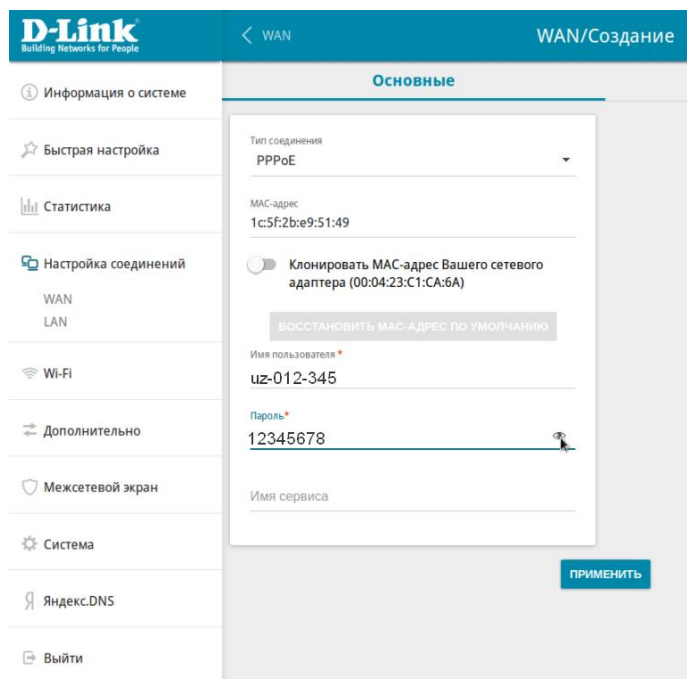 D-Link
Building Networks for People
WAN
WAN/Создание
Основные
Информация о системе
Быстрая настройка
Статистика
Настройка соединений
WAN
LAN
Wi-Fi
Дополнительно
Межсетевой экран
Система
Яндекс.DNS
Выйти
Тип соединения
PPPoE
MAC-адрес
1c:5f:2b:e9:51:49
Клонировать MAC-адрес Вашего сетевого
адаптера (00:04:23:C1:CA:6A)
ВОССТАНОВИТЬ MAC-АДРЕС ПО УМОЛЧАНИЮ
Имя пользователя *
uz-012-345
Пароль*
12345678
Имя сервиса
ПРИМЕНИТЬ